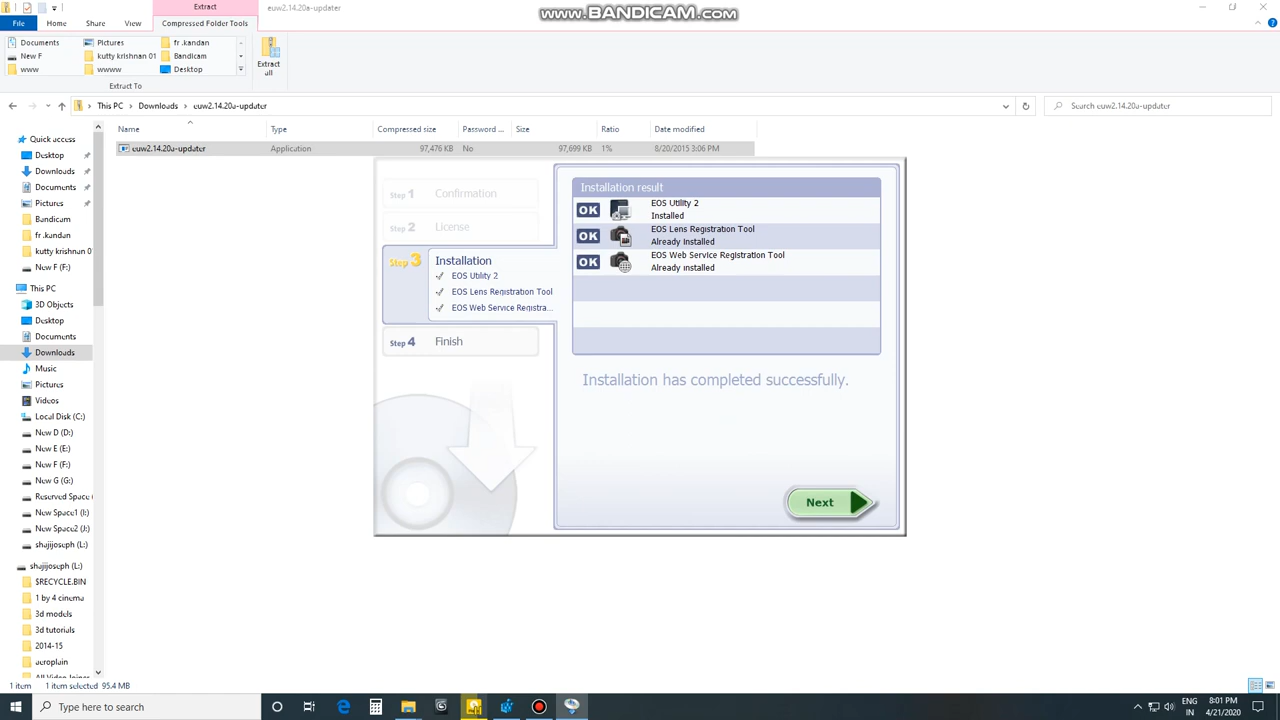 Extract
euw2.14.20a-updater
www.BANDICAM.com
File
Home
Share
View
Compressed Folder Tools
Documents
Pictures
fr .kandan
New F
kutty krishnan 01
Bandicam
www
wwww
Desktop
Extract To
Extract all
This PC
Downloads
euw2.14.20a-updater
Search euw2.14.20a-updater
Name
Type
Compressed size
Password ...
Size
Ratio
Date modified
euw2.14.20a-updater
Application
97,476 KB
No
97,699 KB
1%
8/20/2015 3:06 PM
Quick access
Desktop
Downloads
Documents
Pictures
Bandicam
fr .kandan
kutty krishnan 0
New F (F:)
This PC
3D Objects
Desktop
Documents
Downloads
Music
Pictures
Videos
Local Disk (C:)
New D (D:)
New E (E:)
New F (F:)
New G (G:)
Reserved Space (
New Space1 (I:)
New Space2 (J:)
shajijoseph (L:)
shajijoseph (L:)
$RECYCLE.BIN
1 by 4 cinema
3d models
3d tutorials
2014-15
aeroplain
All Video Joiner
Step 1 Confirmation
Step 2 License
Step 3 Installation
EOS Utility 2
EOS Lens Registration Tool
EOS Web Service Registra...
Step 4 Finish
Installation result
OK EOS Utility 2
Installed
OK EOS Lens Registration Tool
Already Installed
OK EOS Web Service Registration Tool
Already Installed
Installation has completed successfully.
Next
1 item
1 item selected 95.4 MB
Type here to search
ENG
IN
8:01 PM
4/21/2020